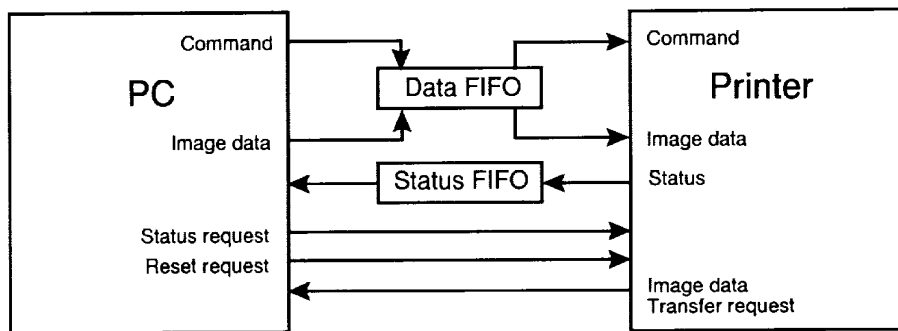 Command
Command
PC
Data FIFO
Printer
Image data
Image data
Status FIFO
Status
Status request
Reset request
Image data
Transfer request